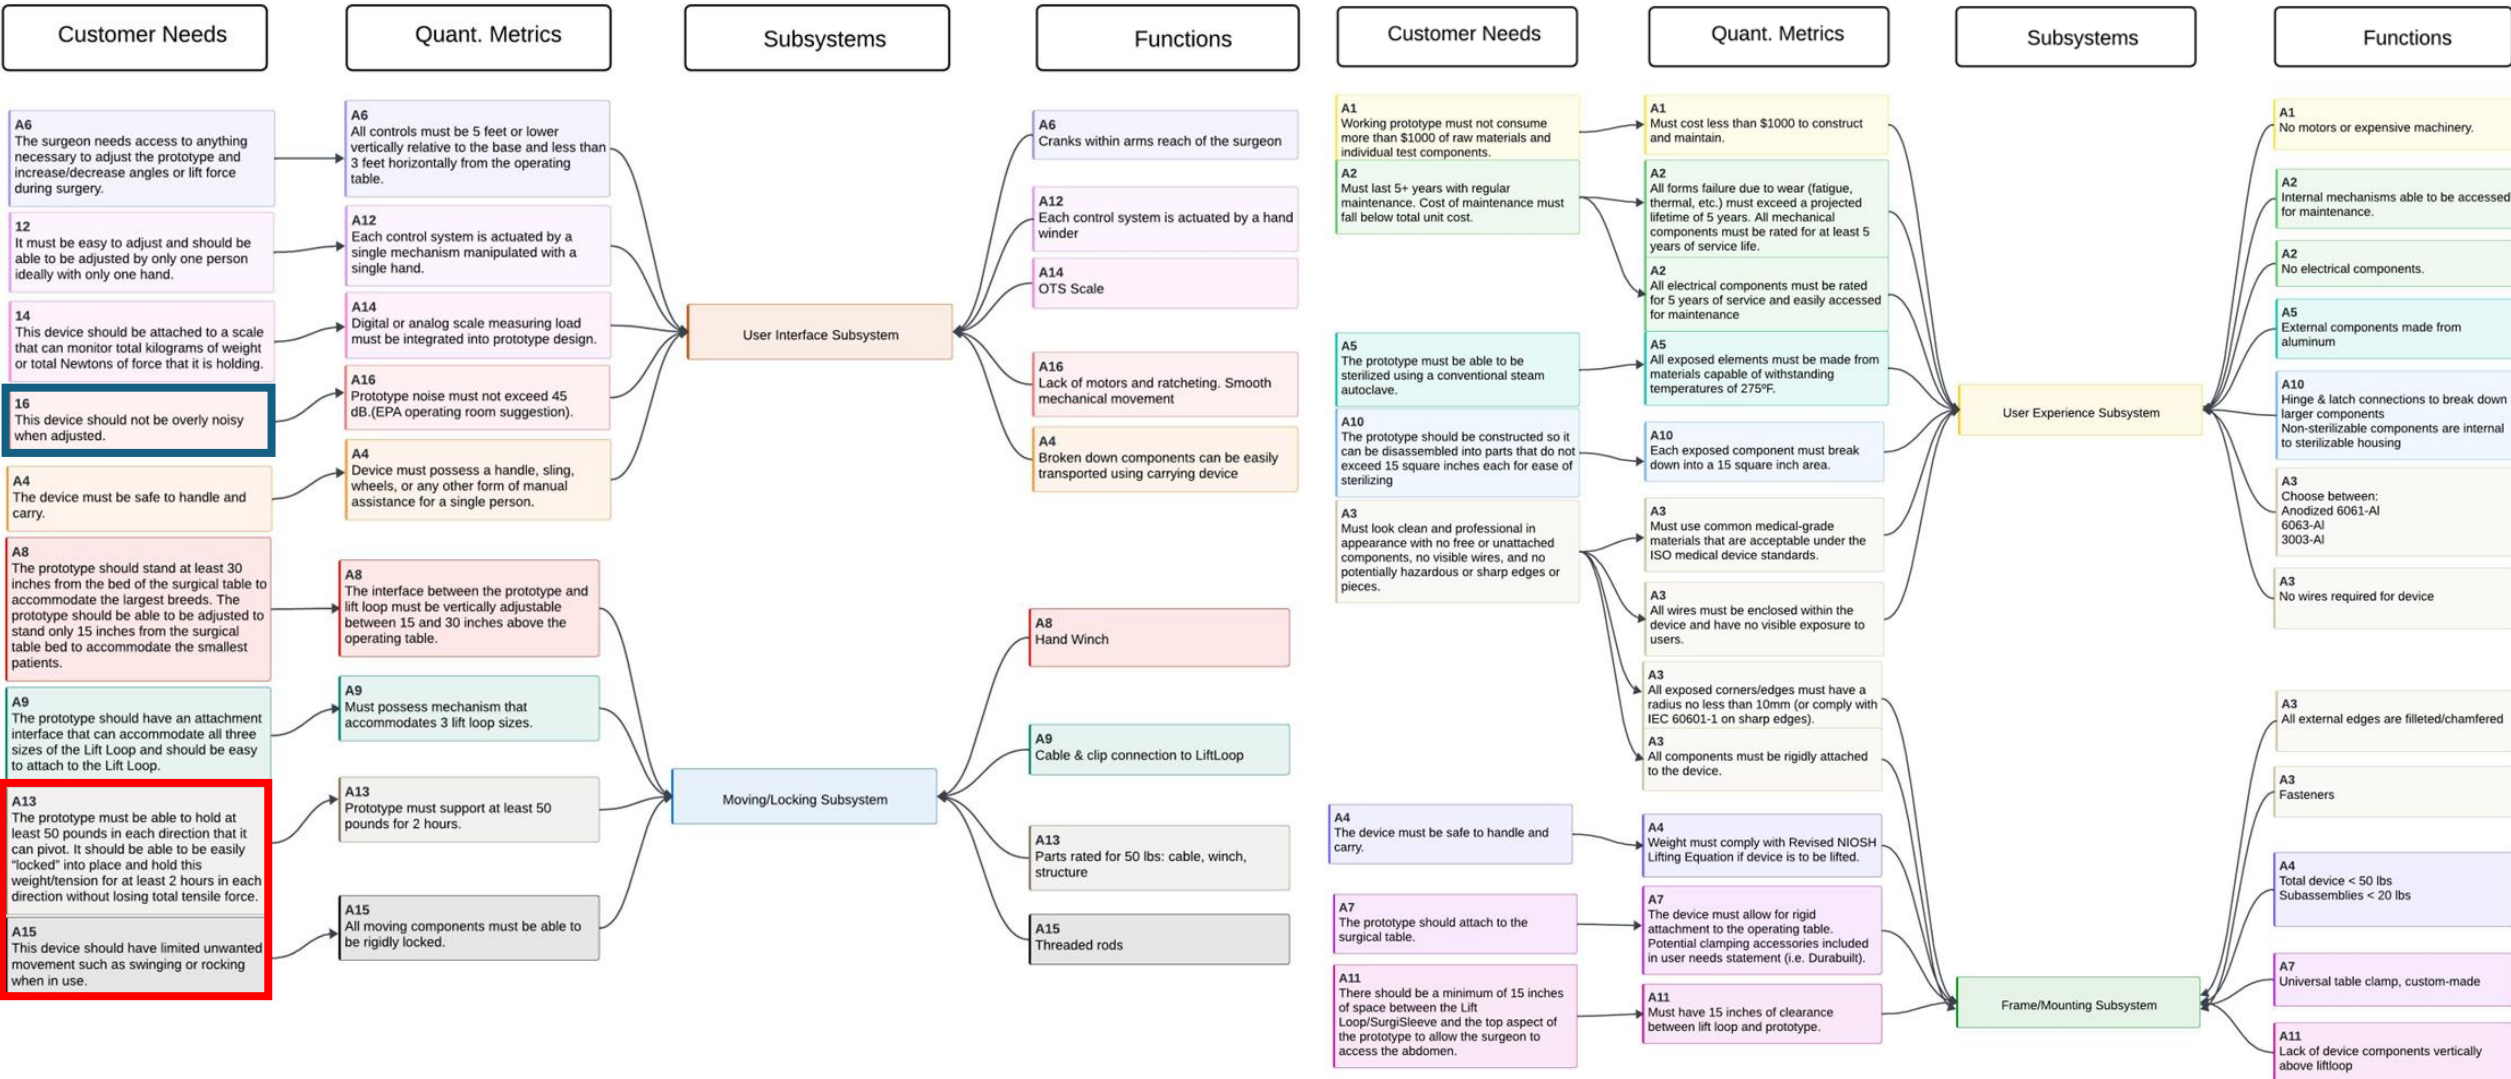 Customer Needs
Quant. Metrics
Subsystems
Functions
A6
The surgeon needs access to anything
necessary to adjust the prototype and
increase/decrease angles or lift force
during surgery.
12
It must be easy to adjust and should be
able to be adjusted by only one person
ideally with only one hand.
14
This device should be attached to a scale
that can monitor total kilograms of weight
or total Newtons of force that it is holding.
16
This device should not be overly noisy
when adjusted.
A4
The device must be safe to handle and
carry.
A8
The prototype should stand at least 30
inches from the bed of the surgical table to
accommodate the largest breeds. The
prototype should be able to be adjusted to
stand only 15 inches from the surgical
table bed to accommodate the smallest
patients.
A9
The prototype should have an attachment
interface that can accommodate all three
sizes of the Lift Loop and should be easy
to attach to the Lift Loop.
A13
The prototype must be able to hold at
least 50 pounds in each direction that it
can pivot. It should be able to be easily
“locked” into place and hold this
weight/tension for at least 2 hours in each
direction without losing total tensile force.
A15
This device should have limited unwanted
movement such as swinging or rocking
when in use.
A6
All controls must be 5 feet or lower
vertically relative to the base and less than
3 feet horizontally from the operating
table.
A12
Each control system is actuated by a
single mechanism manipulated with a
single hand.
A14
Digital or analog scale measuring load
must be integrated into prototype design.
A16
Prototype noise must not exceed 45
dB.(EPA operating room suggestion).
A4
Device must possess a handle, sling,
wheels, or any other form of manual
assistance for a single person.
A8
The interface between the prototype and
lift loop must be vertically adjustable
between 15 and 30 inches above the
operating table.
A9
Must possess mechanism that
accommodates 3 lift loop sizes.
A13
Prototype must support at least 50
pounds for 2 hours.
A15
All moving components must be able to
be rigidly locked.
User Interface Subsystem
Moving/Locking Subsystem
A6
Cranks within arms reach of the surgeon
A12
Each control system is actuated by a hand
winder
A14
OTS Scale
A16
Lack of motors and ratcheting. Smooth
mechanical movement
A4
Broken down components can be easily
transported using carrying device
A8
Hand Winch
A9
Cable & clip connection to LiftLoop
A13
Parts rated for 50 lbs: cable, winch,
structure
A15
Threaded rods
Customer Needs
Quant. Metrics
Subsystems
Functions
A1
Working prototype must not consume
more than $1000 of raw materials and
individual test components.
A2
Must last 5+ years with regular
maintenance. Cost of maintenance must
fall below total unit cost.
A5
The prototype must be able to be
sterilized using a conventional steam
autoclave.
A10
The prototype should be constructed so it
can be disassembled into parts that do not
exceed 15 square inches each for ease of
sterilizing
A3
Must look clean and professional in
appearance with no free or unattached
components, no visible wires, and no
potentially hazardous or sharp edges or
pieces.
A4
The device must be safe to handle and
carry.
A7
The prototype should attach to the
surgical table.
A11
There should be a minimum of 15 inches
of space between the Lift
Loop/SurgiSleeve and the top aspect of
the prototype to allow the surgeon to
access the abdomen.
A1
Must cost less than $1000 to construct
and maintain.
A2
All forms failure due to wear (fatigue,
thermal, etc.) must exceed a projected
lifetime of 5 years. All mechanical
components must be rated for at least 5
years of service life.
A2
All electrical components must be rated
for 5 years of service and easily accessed
for maintenance
A5
All exposed elements must be made from
materials capable of withstanding
temperatures of 275ºF.
A10
Each exposed component must break
down into a 15 square inch area.
A3
Must use common medical-grade
materials that are acceptable under the
ISO medical device standards.
A3
All wires must be enclosed within the
device and have no visible exposure to
users.
A3
All exposed corners/edges must have a
radius no less than 10mm (or comply with
IEC 60601-1 on sharp edges).
A3
All components must be rigidly attached
to the device.
A4
Weight must comply with Revised NIOSH
Lifting Equation if device is to be lifted.
A7
The device must allow for rigid
attachment to the operating table.
Potential clamping accessories included
in user needs statement (i.e. Durabuilt).
A11
Must have 15 inches of clearance
between lift loop and prototype.
User Experience Subsystem
Frame/Mounting Subsystem
A1
No motors or expensive machinery.
A2
Internal mechanisms able to be accessed
for maintenance.
A2
No electrical components.
A5
External components made from
aluminum
A10
Hinge & latch connections to break down
larger components
Non-sterilizable components are internal
to sterilizable housing
A3
Choose between:
Anodized 6061-Al
6063-Al
3003-Al
A3
No wires required for device
A3
All external edges are filleted/chamfered
A3
Fasteners
A4
Total device < 50 lbs
Subassemblies < 20 lbs
A7
Universal table clamp, custom-made
A11
Lack of device components vertically
above liftloop